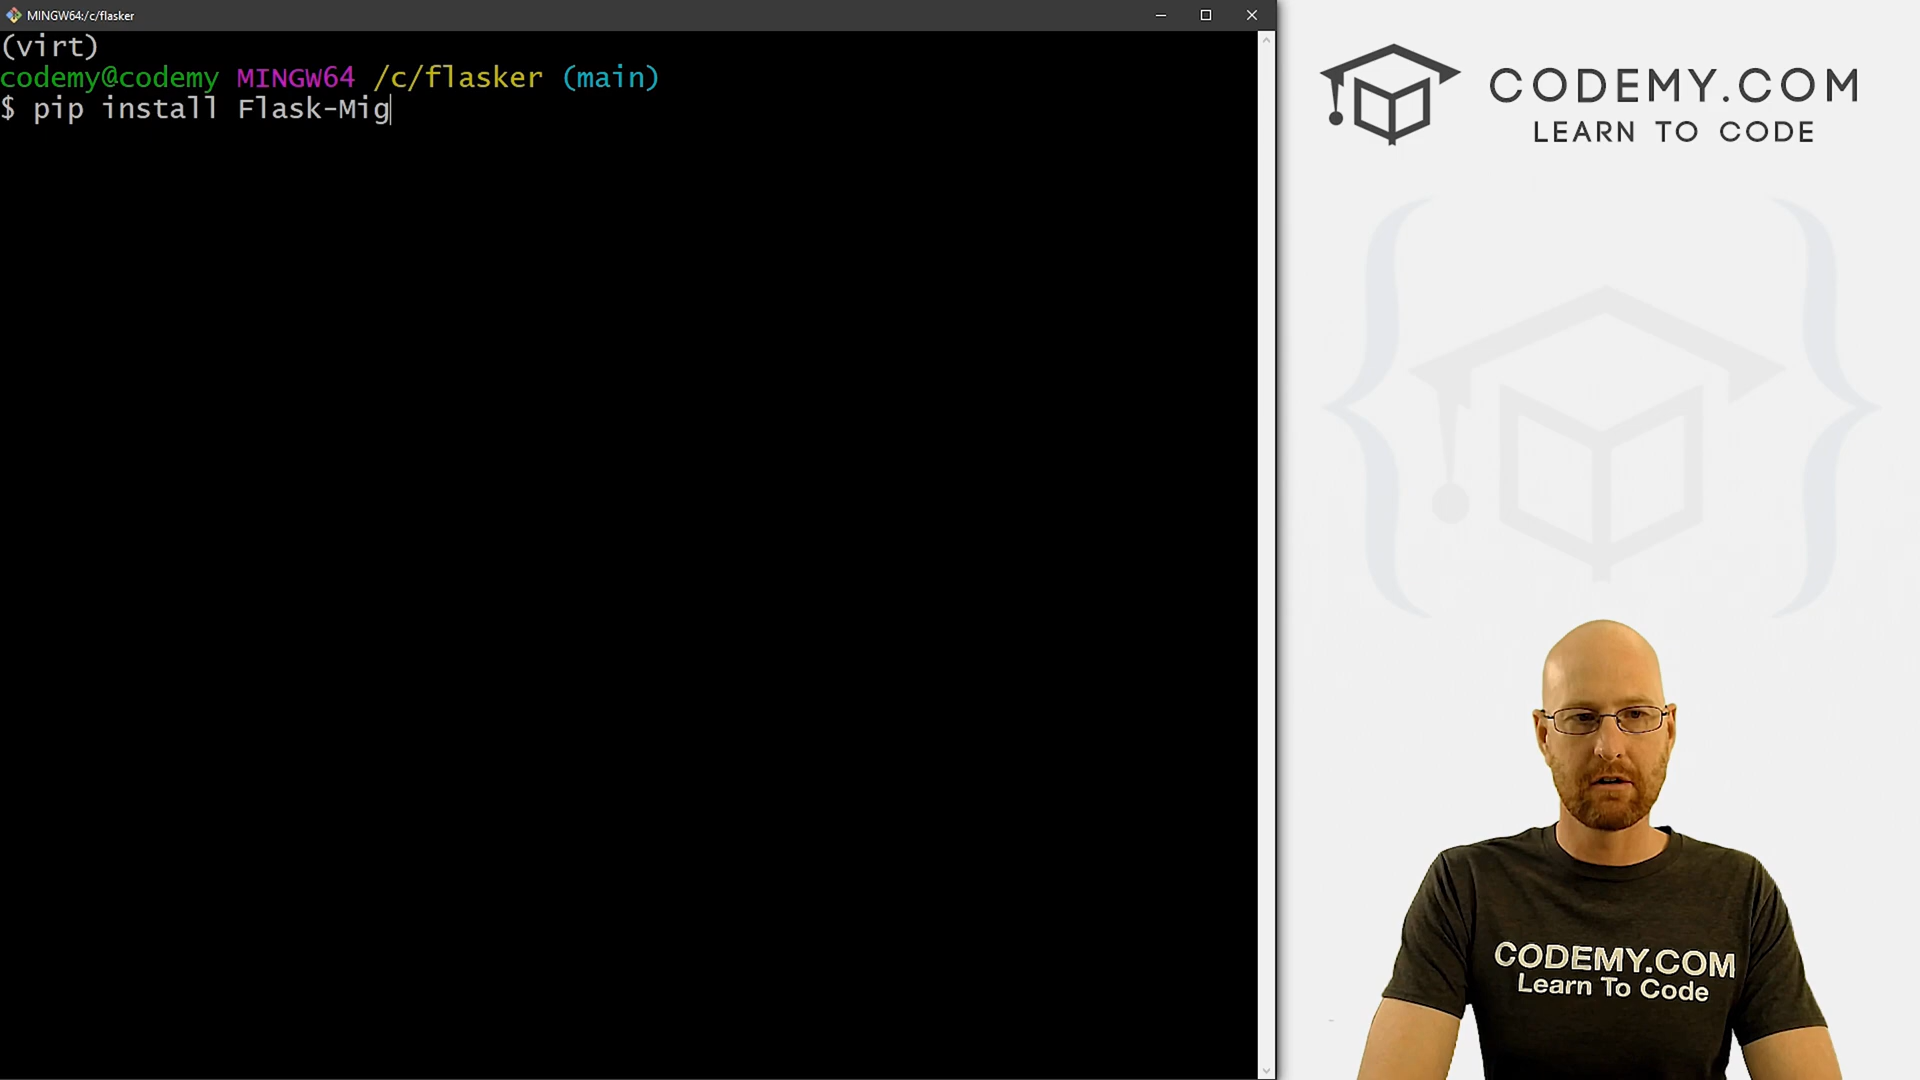 MINGW64:/c/flasker
(virt)
codemy@codemy MINGW64 /c/flasker (main)
$ pip install Flask-Mig
CODEMY.COM
LEARN TO CODE
CODEMY.COM
Learn To Code